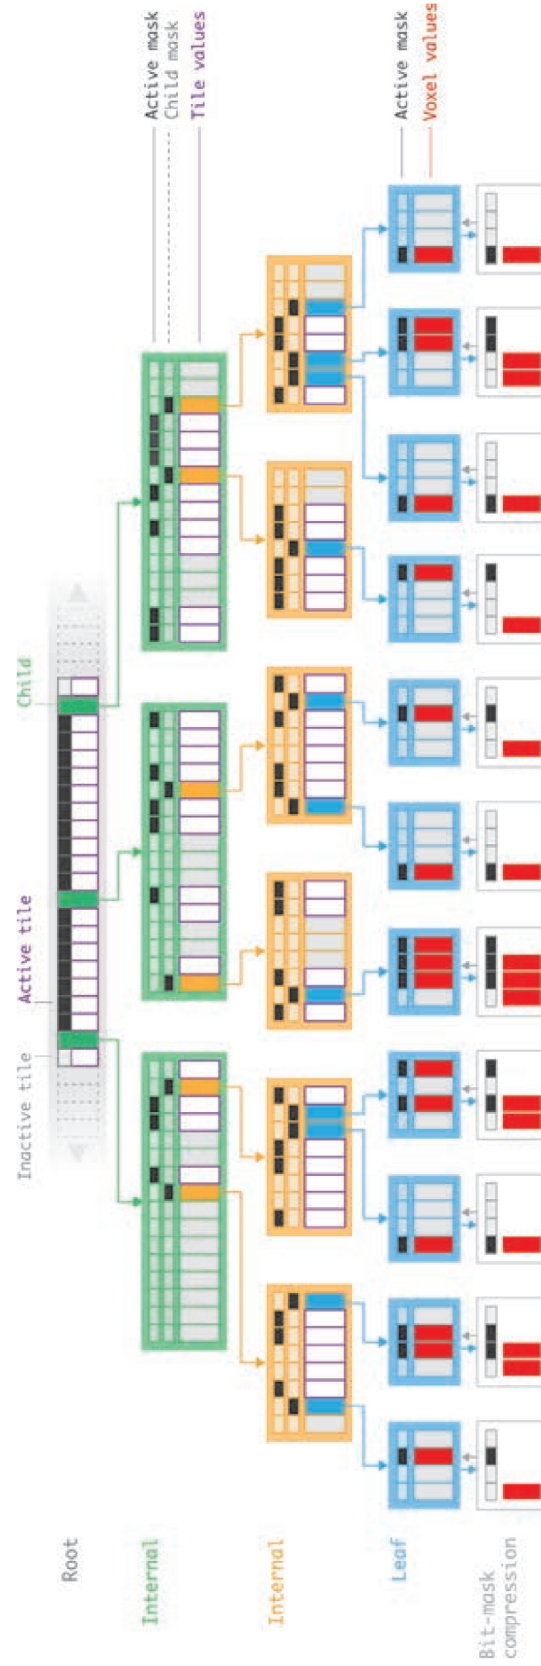 Inactive tile
Active tile
Child
Root
Internal
Active mask
Child mask
Tile values
Internal
Leaf
Active mask
Voxel values
Bit-mask
compression